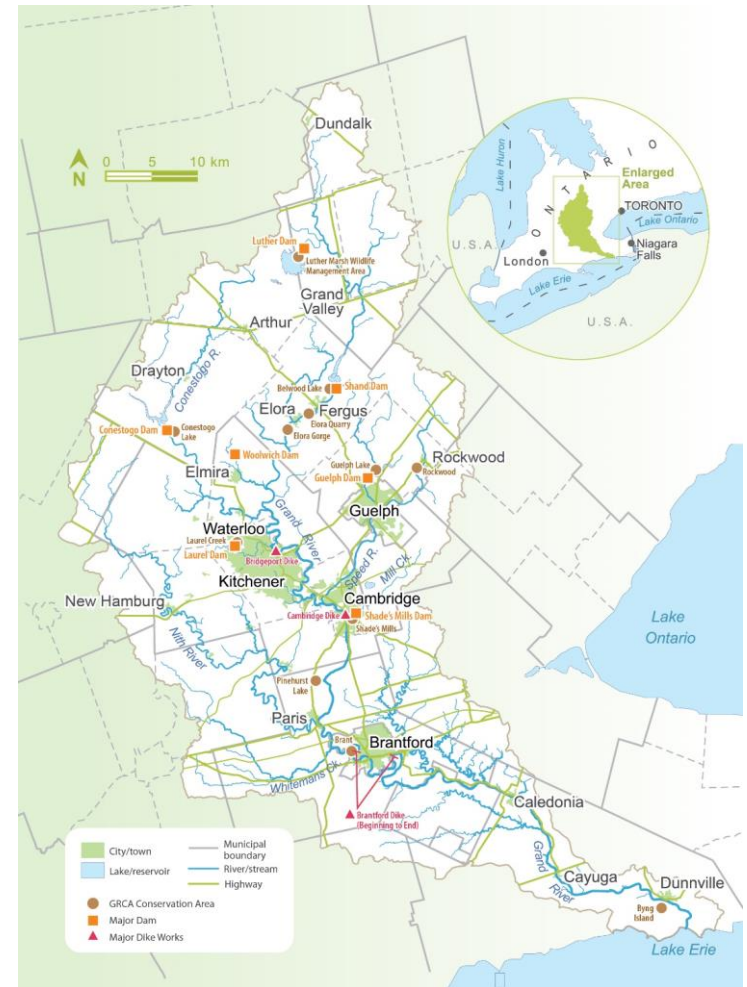 Dundalk
0 5 10 km
N
Luther Dam
Luther Marsh Wildlife
Management Area
Grand
Valley
Arthur
Drayton
Conestogo R.
Belwood Lake
Shand Dam
Elora
Fergus
Elora Quarry
Elora Gorge
Conestogo Dam
Conestogo
Lake
Woolwich Dam
Elmira
Guelph Lake
Guelph Dam
Rockwood
Rockwood
Guelph
Grand River
Waterloo
Laurel Creek
Laurel Dam
Bridgeport Dike
Kitchener
Speed R.
Mill Ck.
Cambridge
New Hamburg
Cambridge Dike
Shade's Mills Dam
Shade's Mills
Nith River
Pinehurst
Lake
Paris
Brant
Brantford
Whitemans Ck.
Brantford Dike
(Beginning to End)
Caledonia
Grand
River
Cayuga
Dunnville
Byng
Island
Lake Erie
Lake
Ontario
Lake Huron
ONTARIO
Enlarged
Area
TORONTO
Lake Ontario
U.S.A.
London
Niagara
Falls
Lake Erie
U.S.A.
City/town
Lake/reservoir
Municipal
boundary
River/stream
Highway
GRCA Conservation Area
Major Dam
Major Dike Works